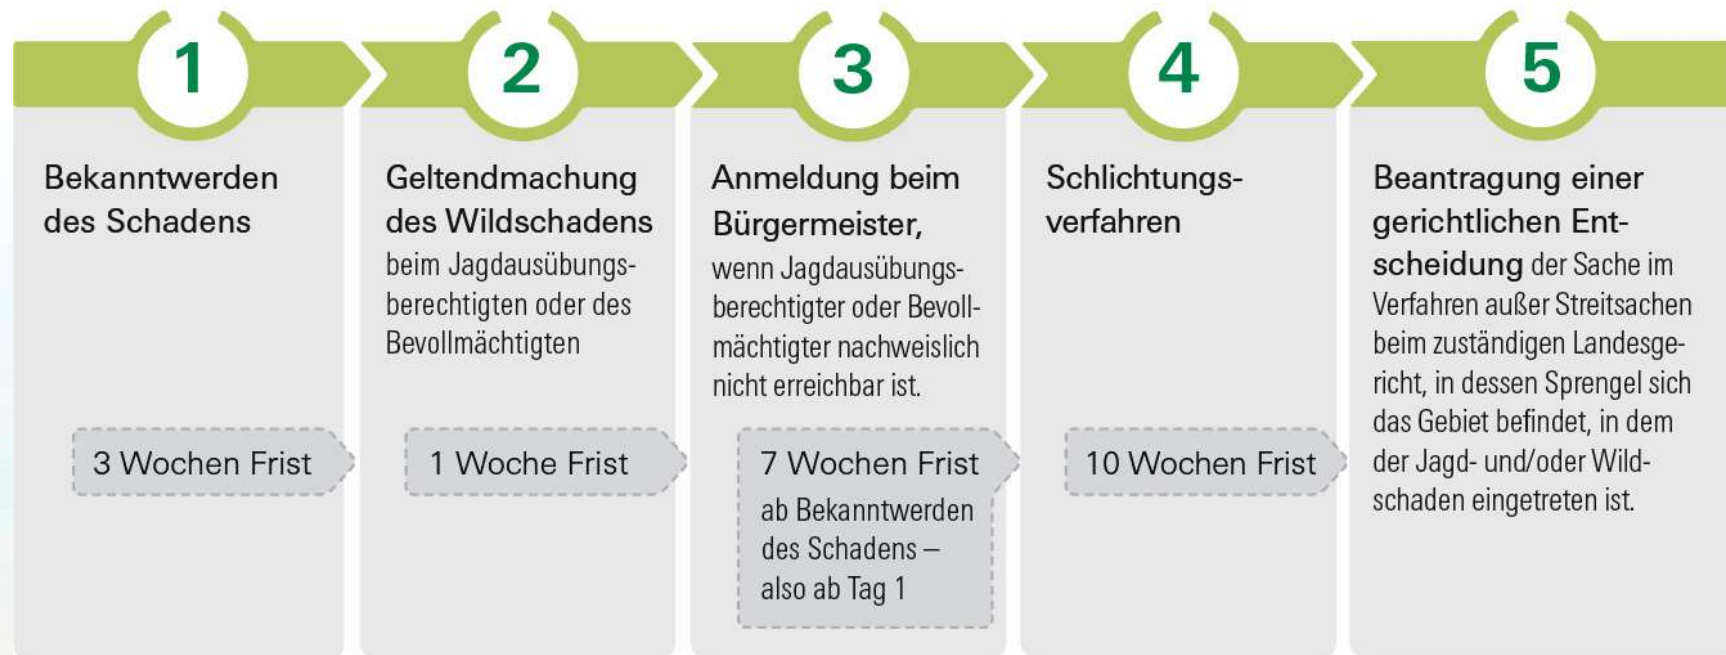 1
Bekanntwerden
des Schadens
3 Wochen Frist
2
Geltendmachung
des Wildschadens
beim Jagdausübungs-
berechtigten oder des
Bevollmächtigten
1 Woche Frist
3
Anmeldung beim
Bürgermeister,
wenn Jagdausübungs-
berechtigter oder Bevoll-
mächtigter nachweislich
nicht erreichbar ist.
7 Wochen Frist
ab Bekanntwerden
des Schadens –
also ab Tag 1
4
Schlichtungs-
verfahren
10 Wochen Frist
5
Beantragung einer
gerichtlichen Ent-
scheidung der Sache im
Verfahren außer Streitsachen
beim zuständigen Landesge-
richt, in dessen Sprengel sich
das Gebiet befindet, in dem
der Jagd- und/oder Wild-
schaden eingetreten ist.